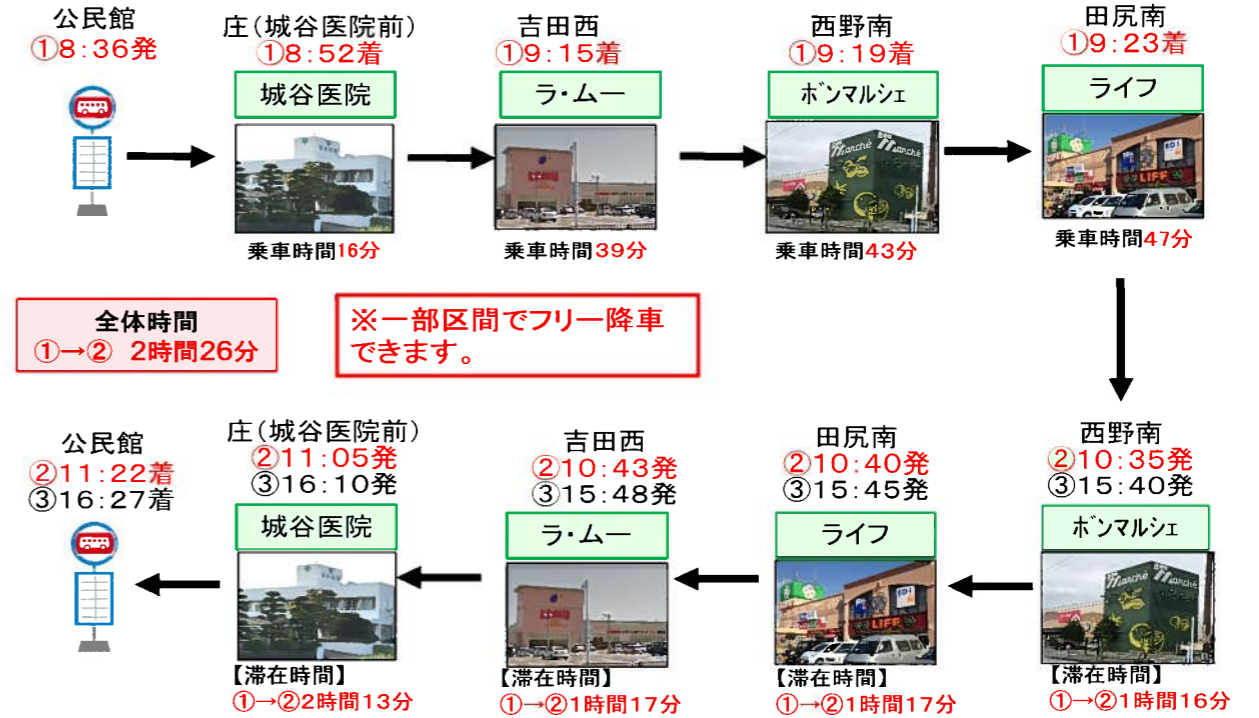 公民館
①8:36発
庄(城谷医院前)
①8:52着
城谷医院
乗車時間16分
吉田西
①9:15着
ラ・ムー
乗車時間39分
西野南
①9:19着
ボンマルシェ
marché
marché
乗車時間43分
田尻南
①9:23着
ライフ
LIFE
乗車時間47分
全体時間
①→② 2時間26分
※一部区間でフリー降車
できます。
公民館
②11:22着
③16:27着
庄(城谷医院前)
②11:05発
③16:10発
城谷医院
【滞在時間】
①→②2時間13分
吉田西
②10:43発
③15:48発
ラ・ムー
【滞在時間】
①→②1時間17分
田尻南
②10:40発
③15:45発
ライフ
LIFE
【滞在時間】
①→②1時間17分
西野南
②10:35発
③15:40発
ボンマルシェ
marché
marché
【滞在時間】
①→②1時間16分